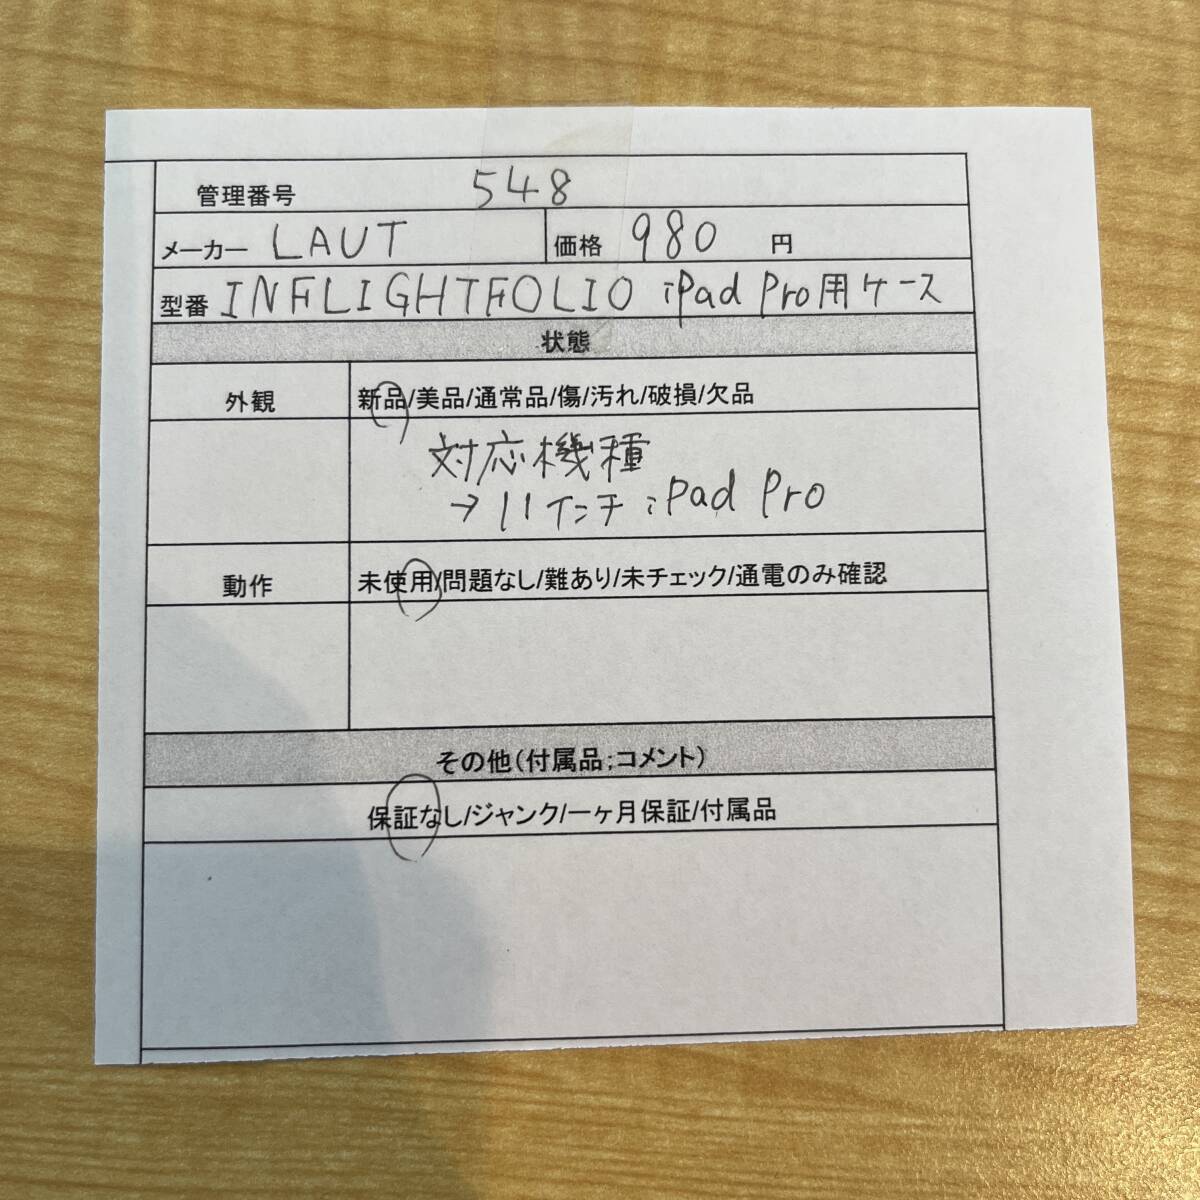 管理番号 548
メーカー LAUT 価格 980 円
型番 INFLIGHTFOLIO iPad Pro用ケース
状態
外観 新品/美品/通常品/傷/汚れ/破損/欠品
対応機種
→11インチ iPad Pro
動作 未使用/問題なし/難あり/未チェック/通電のみ確認
その他(付属品;コメント)
保証なし/ジャンク/一ヶ月保証/付属品